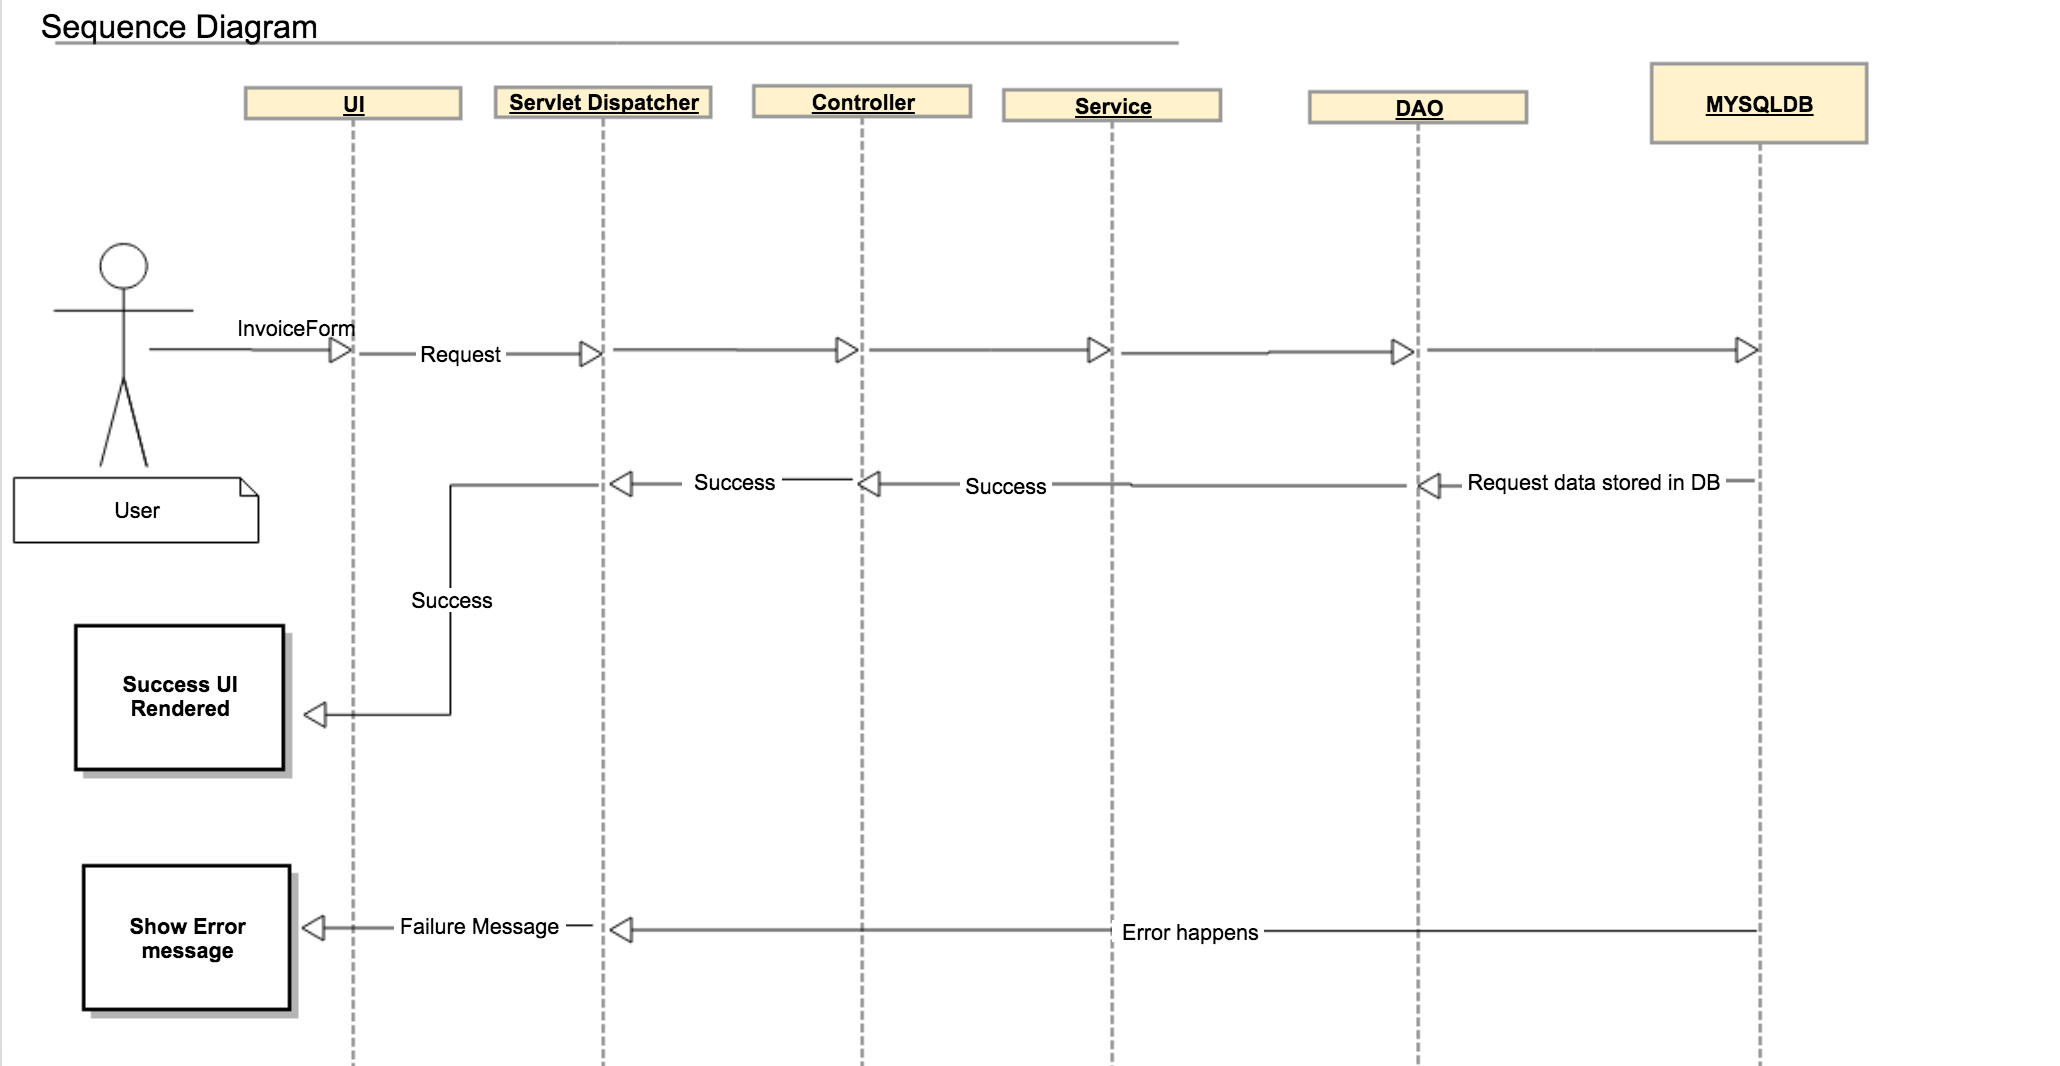 Sequence Diagram
UI
Servlet Dispatcher
Controller
Service
DAO
MYSQLDB
InvoiceForm
Request
Success
Success
Request data stored in DB
User
Success
Success UI
Rendered
Show Error
message
Failure Message
Error happens